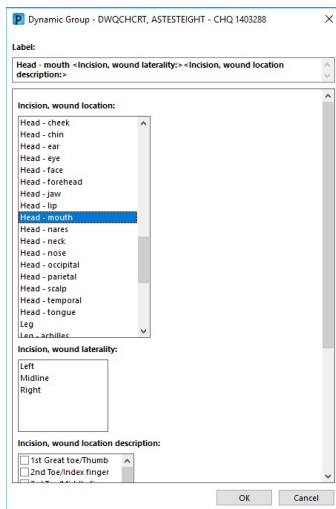 Dynamic Group - DWQCHCRT, ASTESTEIGHT - CHQ 1403288
Label:
Head - mouth <Incision, wound laterality:> <Incision, wound location
description:>
Incision, wound location:
Head - cheek
Head - chin
Head - ear
Head - eye
Head - face
Head - forehead
Head - jaw
Head - lip
Head - mouth
Head - nares
Head - neck
Head - nose
Head - occipital
Head - parietal
Head - scalp
Head - temporal
Head - tongue
Leg
Leg - achilles
Incision, wound laterality:
Left
Midline
Right
Incision, wound location description:
1st Great toe/Thumb
2nd Toe/Index finger
OK Cancel